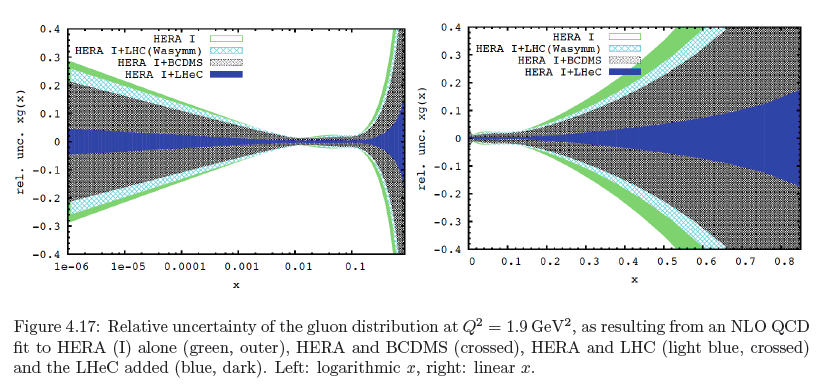 HERA I
HERA I+LHC(Wasymm)
HERA I+BCDMS
HERA I+LHeC
rel. unc. xg(x)
0.4
0.3
0.2
0.1
0
-0.1
-0.2
-0.3
-0.4
1e-06 1e-05 0.0001 0.001 0.01 0.1
x
HERA I
HERA I+LHC(Wasymm)
HERA I+BCDMS
HERA I+LHeC
rel. unc. xg(x)
0.4
0.3
0.2
0.1
0
-0.1
-0.2
-0.3
-0.4
0 0.1 0.2 0.3 0.4 0.5 0.6 0.7 0.8
x
Figure 4.17: Relative uncertainty of the gluon distribution at Q² = 1.9 GeV², as resulting from an NLO QCD
fit to HERA (I) alone (green, outer), HERA and BCDMS (crossed), HERA and LHC (light blue, crossed)
and the LHeC added (blue, dark). Left: logarithmic x, right: linear x.